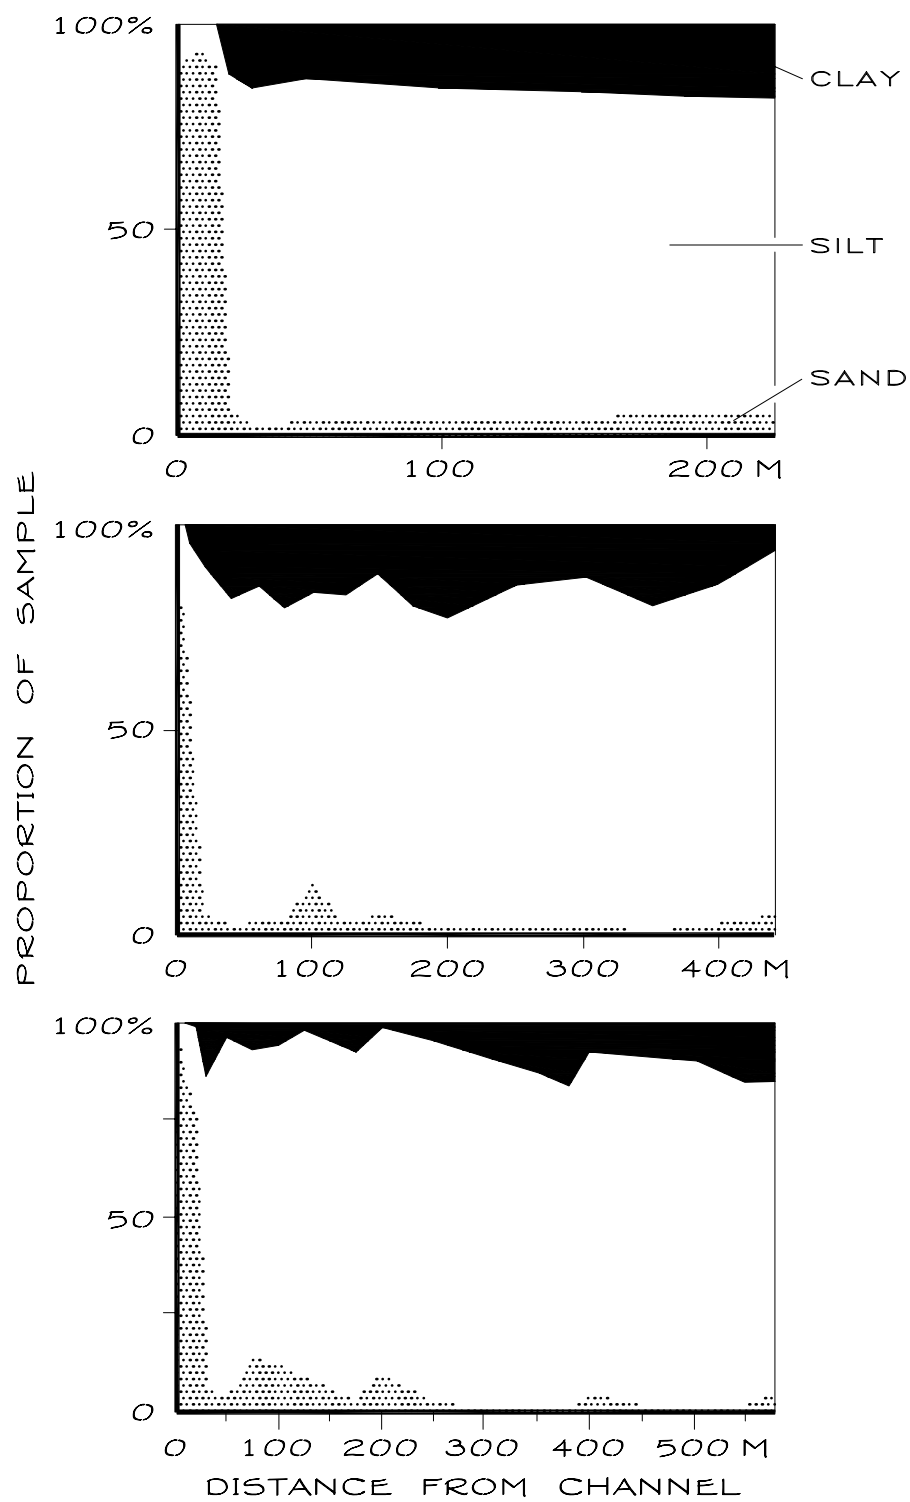 100%
CLAY
50
SILT
SAND
0
0 100 200 M
PROPORTION OF SAMPLE
100%
50
0
0 100 200 300 400 M
100%
50
0
0 100 200 300 400 500 M
DISTANCE FROM CHANNEL